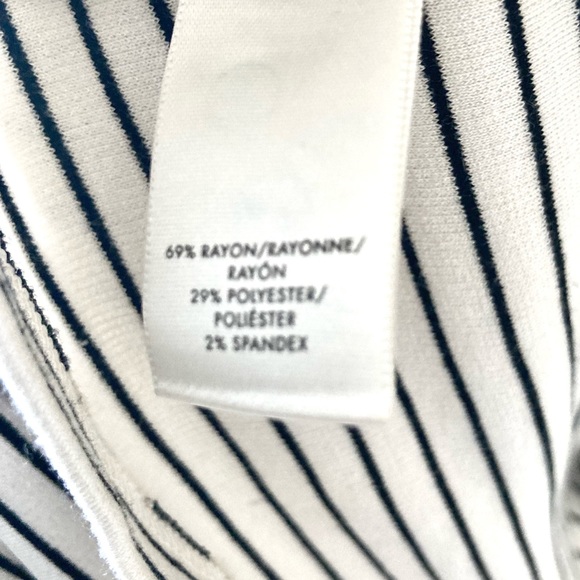 69% RAYON/RAYONNE/
RAYÓN
29% POLYESTER/
POLIÉSTER
2% SPANDEX